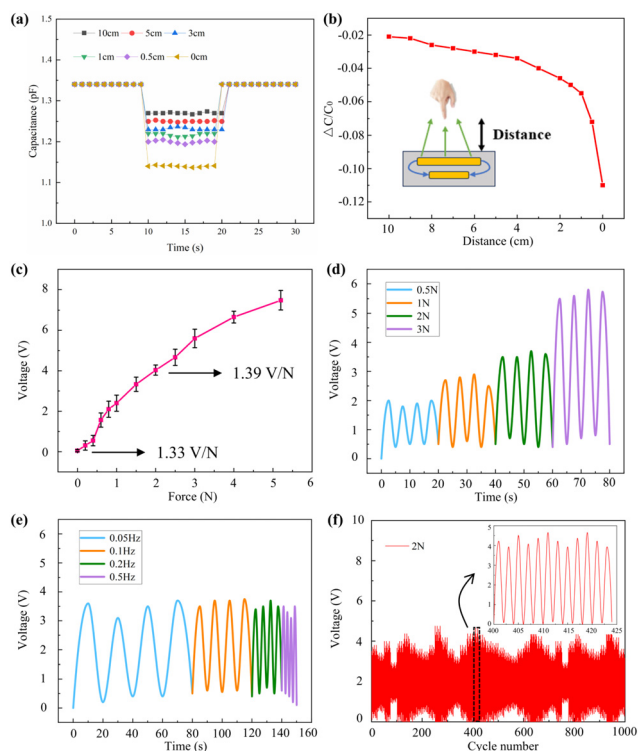 (a)
1.5
1.4
1.3
1.2
1.1
1.0
Capacitance (pF)
10cm 5cm 3cm
1cm 0.5cm 0cm
0 5 10 15 20 25 30
Time (s)
(b)
-0.02
-0.04
-0.06
-0.08
-0.10
-0.12
△C/C0
Distance
10 8 6 4 2 0
Distance (cm)
(c)
8
6
4
2
0
Voltage (V)
1.39 V/N
1.33 V/N
0 1 2 3 4 5 6
Force (N)
(d)
6
5
4
3
2
1
0
Voltage (V)
0.5N
1N
2N
3N
0 10 20 30 40 50 60 70 80
Time (s)
(e)
6
5
4
3
2
1
0
Voltage (V)
0.05Hz
0.1Hz
0.2Hz
0.5Hz
0 20 40 60 80 100 120 140 160
Time (s)
(f)
10
8
6
4
2
0
Voltage (V)
2N
5
4
3
2
1
0
400 405 410 415 420 425
0 200 400 600 800 1000
Cycle number